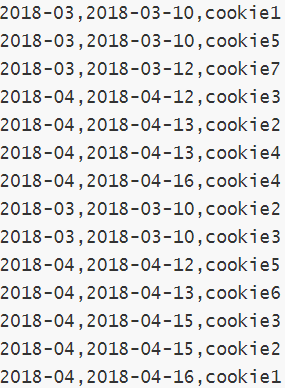 2018-03,2018-03-10,cookie1
2018-03,2018-03-10,cookie5
2018-03,2018-03-12,cookie7
2018-04,2018-04-12,cookie3
2018-04,2018-04-13,cookie2
2018-04,2018-04-13,cookie4
2018-04,2018-04-16,cookie4
2018-03,2018-03-10,cookie2
2018-03,2018-03-10,cookie3
2018-04,2018-04-12,cookie5
2018-04,2018-04-13,cookie6
2018-04,2018-04-15,cookie3
2018-04,2018-04-15,cookie2
2018-04,2018-04-16,cookie1